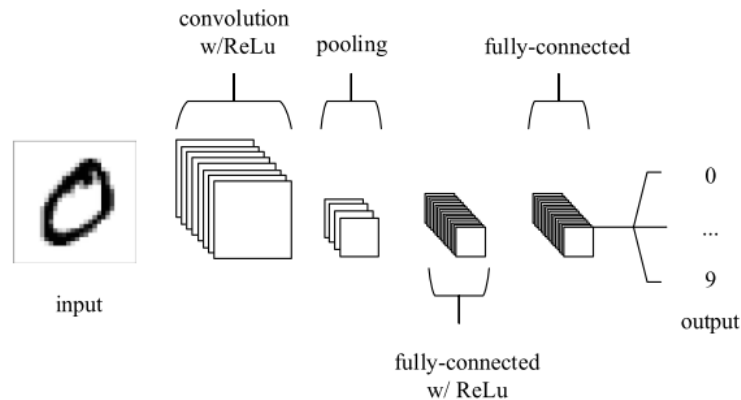 convolution
w/ReLu
pooling
fully-connected
0
...
9
input
output
fully-connected
w/ ReLu